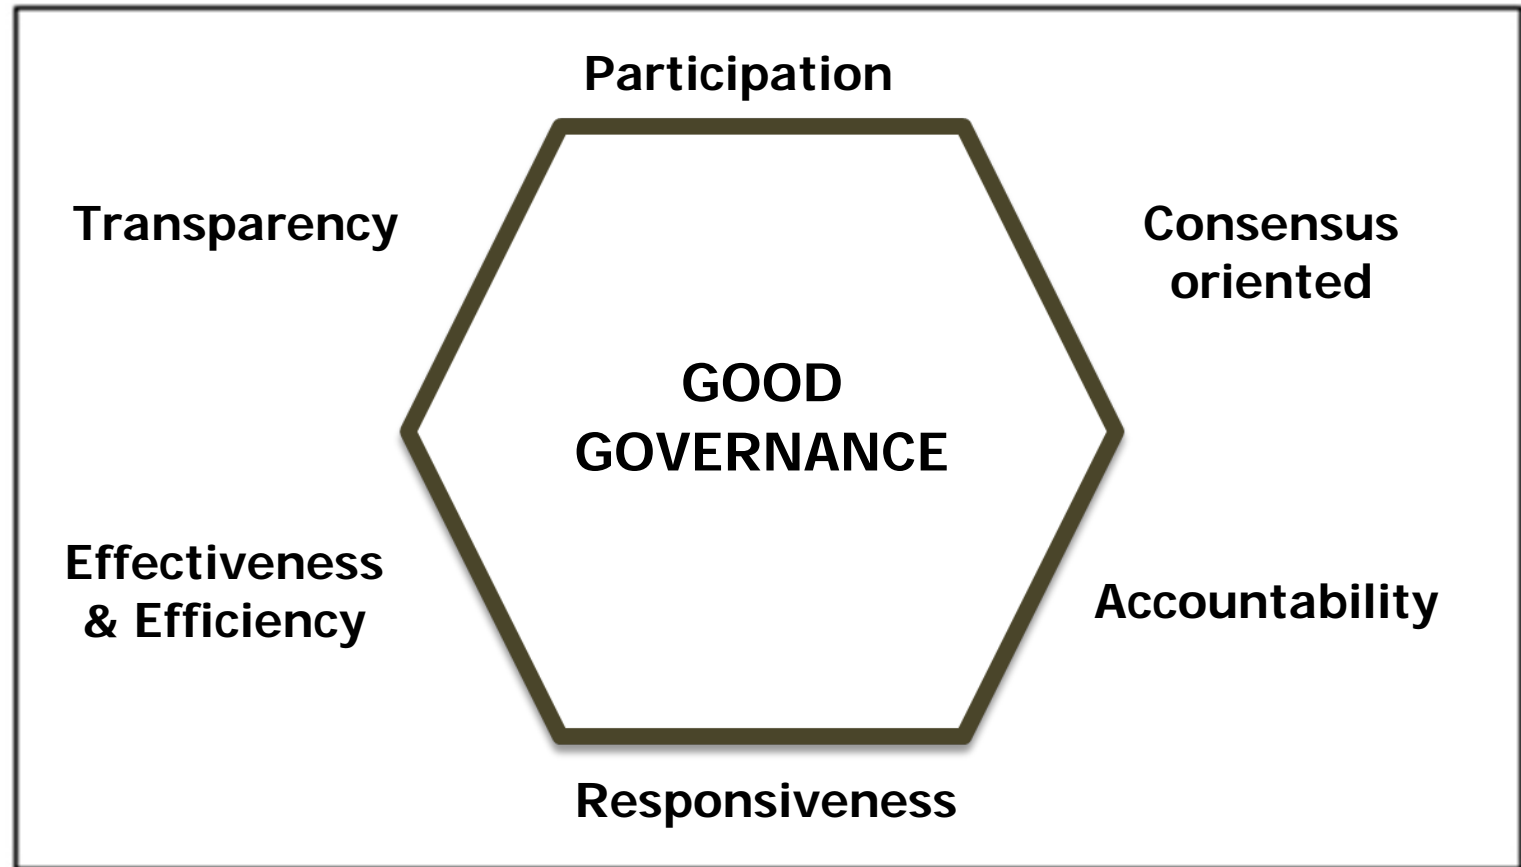 Participation
Transparency
Consensus
oriented
GOOD
GOVERNANCE
Effectiveness
& Efficiency
Accountability
Responsiveness